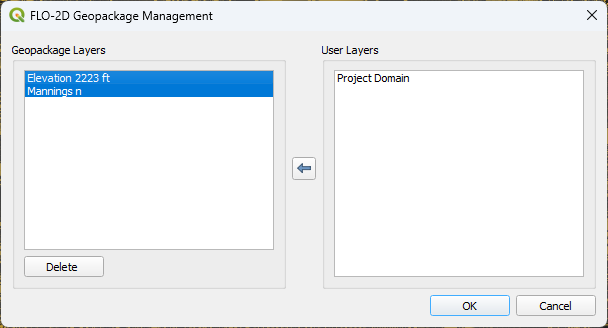 FLO-2D Geopackage Management
Geopackage Layers
User Layers
Elevation 2223 ft
Mannings n
Project Domain
Delete
OK
Cancel